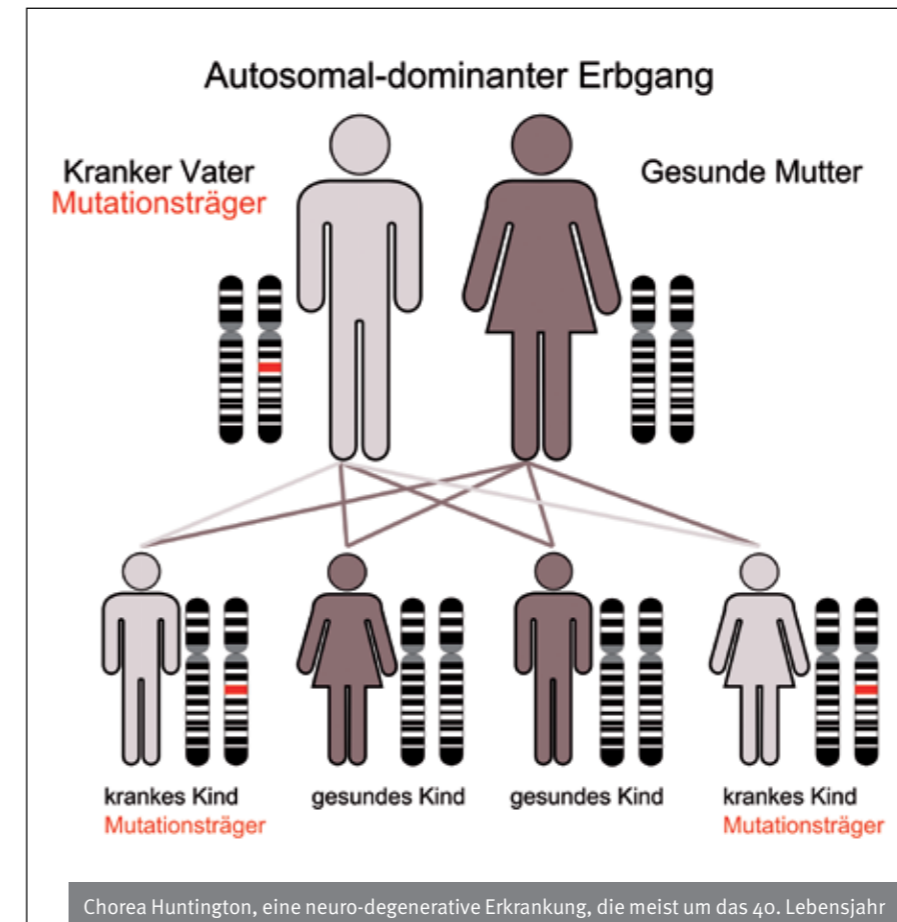 Autosomal-dominanter Erbgang
Kranker Vater
Mutationsträger
Gesunde Mutter
krankes Kind
Mutationsträger
gesundes Kind
gesundes Kind
krankes Kind
Mutationsträger
Chorea Huntington, eine neuro-degenerative Erkrankung, die meist um das 40. Lebensjahr